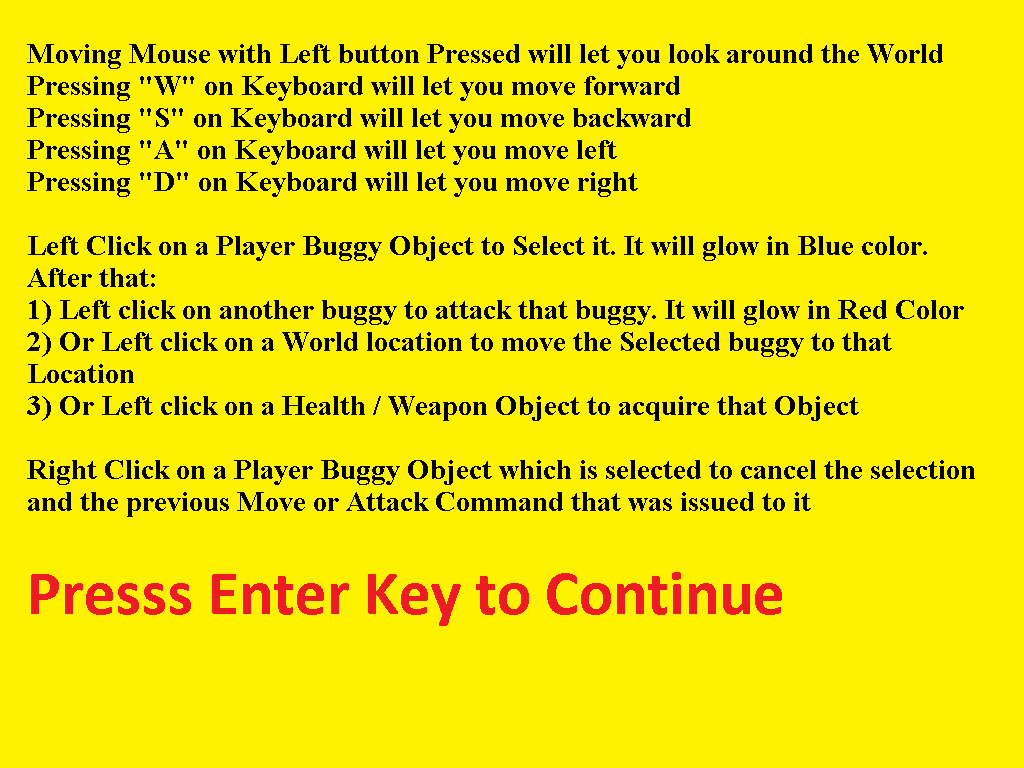 Moving Mouse with Left button Pressed will let you look around the World
Pressing "W" on Keyboard will let you move forward
Pressing "S" on Keyboard will let you move backward
Pressing "A" on Keyboard will let you move left
Pressing "D" on Keyboard will let you move right
Left Click on a Player Buggy Object to Select it. It will glow in Blue color.
After that:
1) Left click on another buggy to attack that buggy. It will glow in Red Color
2) Or Left click on a World location to move the Selected buggy to that
Location
3) Or Left click on a Health / Weapon Object to acquire that Object
Right Click on a Player Buggy Object which is selected to cancel the selection
and the previous Move or Attack Command that was issued to it
Presss Enter Key to Continue